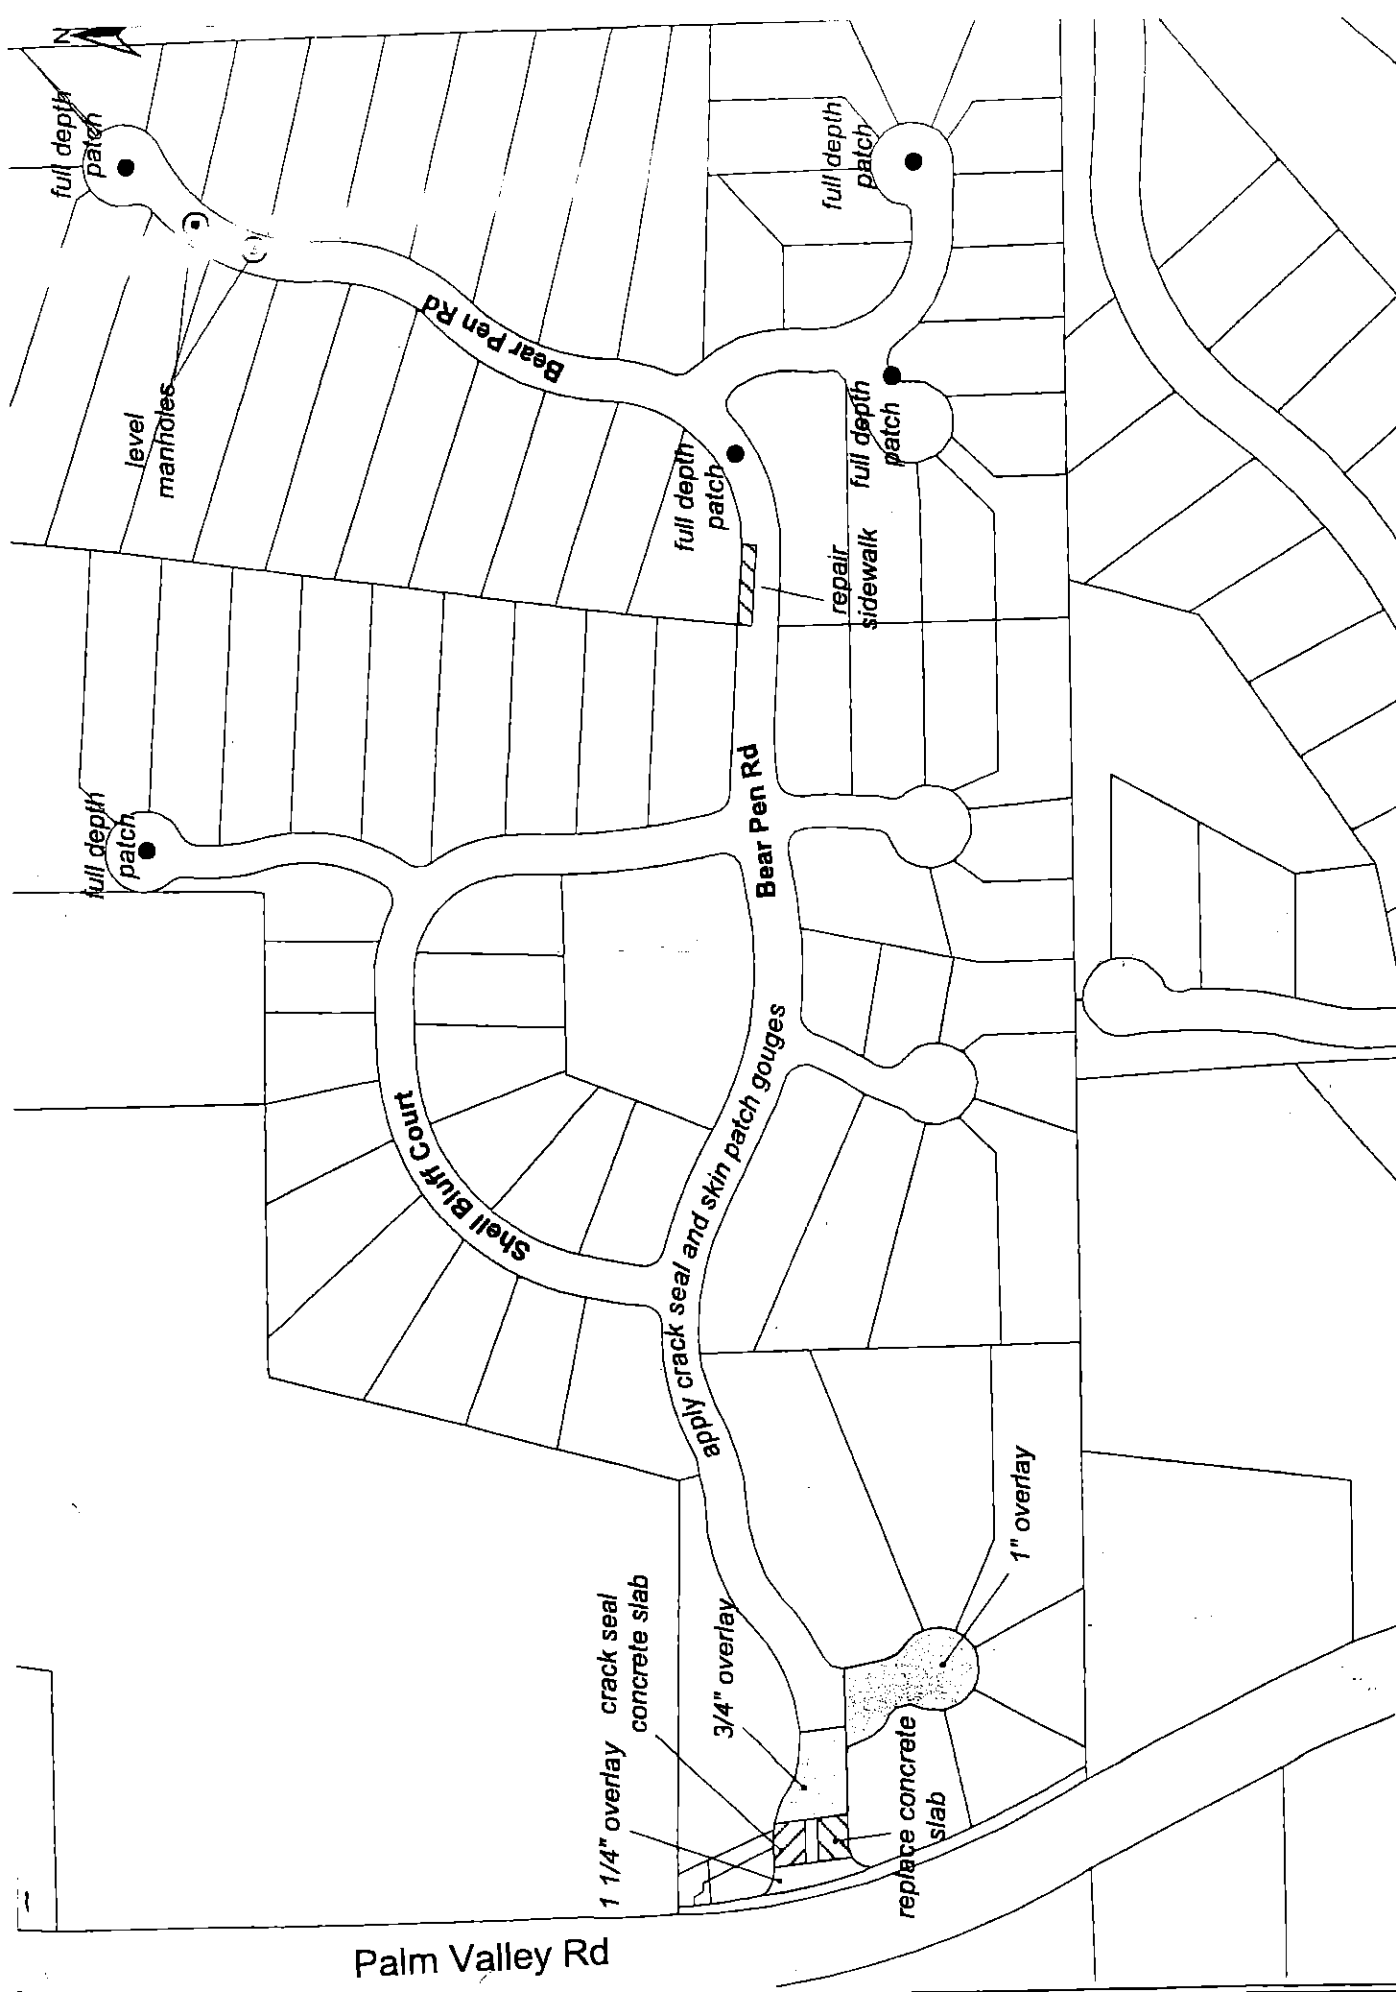 N
full depth
patch
full depth
patch
level
manholes
Bear Pen Rd
full depth
patch
full depth
patch
repair
sidewalk
full depth
patch
Bear Pen Rd
Shell Bluff Court
apply crack seal and skin patch gouges
1" overlay
crack seal
concrete slab
3/4" overlay
1 1/4" overlay
replace concrete
slab
Palm Valley Rd